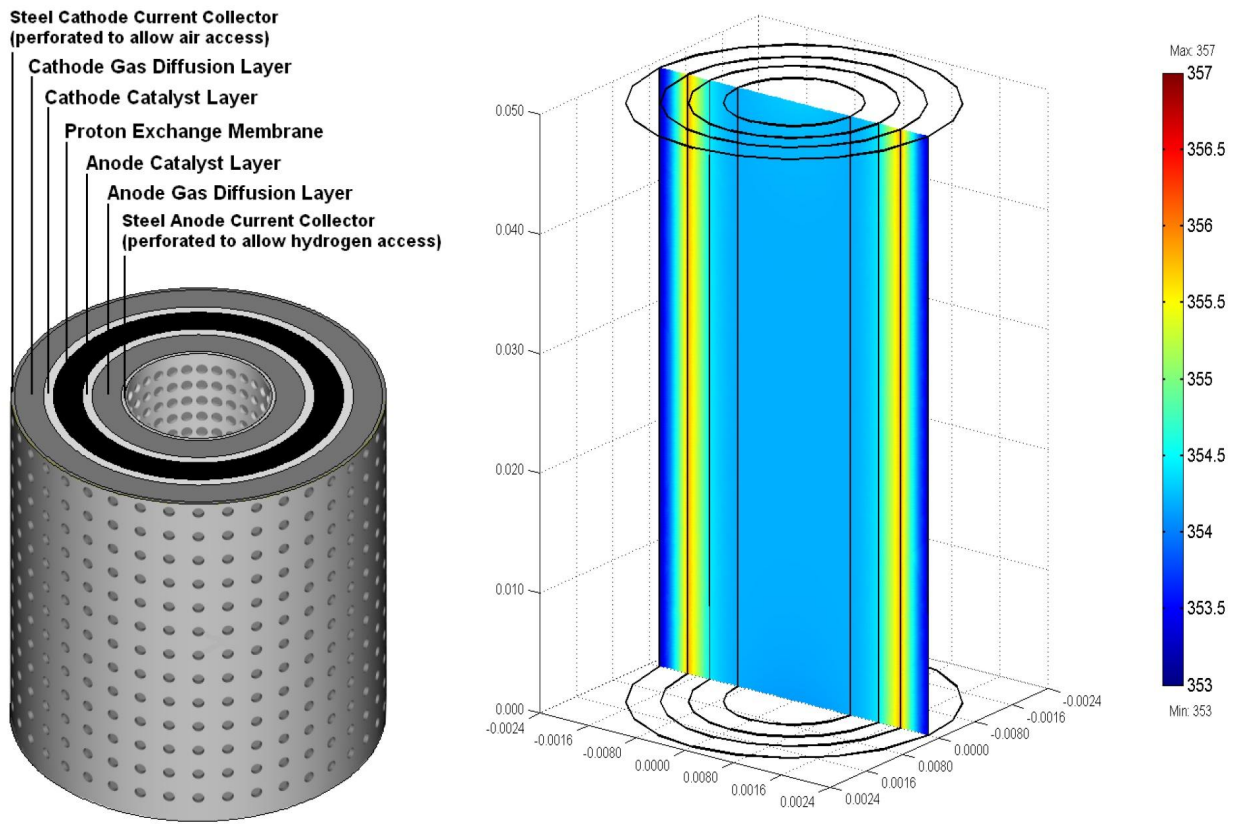 Steel Cathode Current Collector
(perforated to allow air access)
Cathode Gas Diffusion Layer
Cathode Catalyst Layer
Proton Exchange Membrane
Anode Catalyst Layer
Anode Gas Diffusion Layer
Steel Anode Current Collector
(perforated to allow hydrogen access)
0.050
0.040
0.030
0.020
0.010
0.000
-0.0024
-0.0016
-0.0080
0.0000
0.0080
0.0016
0.0024
0.0024
0.0016
0.0080
0.0000
-0.0080
-0.0016
-0.0024
Max: 357
357
356.5
356
355.5
355
354.5
354
353.5
353
Min: 353